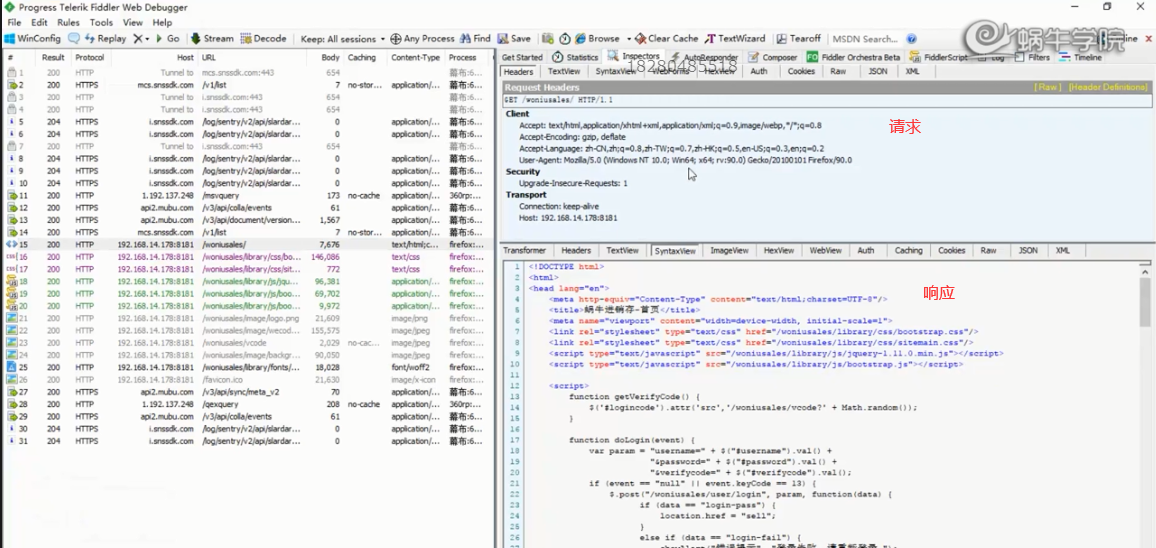 Progress Telerik Fiddler Web Debugger
File Edit Rules Tools View Help
WinConfig Replay X Go Stream Decode Keep: All sessions Any Process Find Save Browse Clear Cache TextWizard Tearoff MSDN Search... Online
蜗牛学院
18280485518
# Result Protocol Host URL Body Caching Content-Type Process
1 200 HTTP Tunnel to mcs.snssdk.com:443 654 幕布:6...
2 200 HTTPS mcs.snssdk.com /v1/list 7 no-stor... application/... 幕布:6...
3 200 HTTP Tunnel to i.snssdk.com:443 654 幕布:6...
4 200 HTTP Tunnel to i.snssdk.com:443 654 幕布:6...
5 204 HTTPS i.snssdk.com /log/sentry/v2/api/slardar... 0 application/... 幕布:6...
6 204 HTTPS i.snssdk.com /log/sentry/v2/api/slardar... 0 application/... 幕布:6...
7 200 HTTP Tunnel to i.snssdk.com:443 654 幕布:6...
8 204 HTTPS i.snssdk.com /log/sentry/v2/api/slardar... 0 application/... 幕布:6...
9 204 HTTPS i.snssdk.com /log/sentry/v2/api/slardar... 0 application/... 幕布:6...
10 204 HTTPS i.snssdk.com /log/sentry/v2/api/slardar... 0 application/... 幕布:6...
11 200 HTTP 1.192.137.248 /msvquery 173 no-cache 360rp:...
12 200 HTTPS api2.mubu.com /v3/api/colla/events 61 application/... 幕布:6...
13 200 HTTPS api2.mubu.com /v3/api/document/version... 1,567 application/... 幕布:6...
14 200 HTTPS mcs.snssdk.com /v1/list 7 no-stor... application/... 幕布:6...
15 200 HTTP 192.168.14.178:8181 /woniusales/ 7,676 text/html;c... firefox:...
16 200 HTTP 192.168.14.178:8181 /woniusales/library/css/bo... 146,086 text/css firefox:...
17 200 HTTP 192.168.14.178:8181 /woniusales/library/css/sit... 772 text/css firefox:...
18 200 HTTP 192.168.14.178:8181 /woniusales/library/js/jqu... 96,381 application/... firefox:...
19 200 HTTP 192.168.14.178:8181 /woniusales/library/js/boo... 69,702 application/... firefox:...
20 200 HTTP 192.168.14.178:8181 /woniusales/library/js/boo... 9,972 application/... firefox:...
21 200 HTTP 192.168.14.178:8181 /woniusales/image/logo.png 21,609 image/png firefox:...
22 200 HTTP 192.168.14.178:8181 /woniusales/image/wecod... 155,575 image/jpeg firefox:...
23 200 HTTP 192.168.14.178:8181 /woniusales/vcode 2,029 no-cac... image/jpeg firefox:...
24 200 HTTP 192.168.14.178:8181 /woniusales/image/backgr... 90,050 image/jpeg firefox:...
25 200 HTTP 192.168.14.178:8181 /woniusales/library/fonts/... 18,028 font/woff2 firefox:...
26 200 HTTP 192.168.14.178:8181 /favicon.ico 21,630 image/x-icon firefox:...
27 200 HTTPS api2.mubu.com /v3/api/sync/meta_v2 70 application/... 幕布:6...
28 200 HTTP 1.192.137.248 /qexquery 208 no-cache 360rp:...
29 200 HTTPS api2.mubu.com /v3/api/colla/events 61 application/... 幕布:6...
30 204 HTTPS i.snssdk.com /log/sentry/v2/api/slardar... 0 application/... 幕布:6...
31 204 HTTPS i.snssdk.com /log/sentry/v2/api/slardar... 0 application/... 幕布:6...
Get Started Statistics Inspectors AutoResponder Composer Fiddler Orchestra Beta FiddlerScript Log Filters Timeline
Headers TextView SyntaxView WebForms HexView Auth Cookies Raw JSON XML
Request Headers [ Raw ] [Header Definitions]
GET /woniusales/ HTTP/1.1
Client
Accept: text/html,application/xhtml+xml,application/xml;q=0.9,image/webp,*/*;q=0.8
请求
Accept-Encoding: gzip, deflate
Accept-Language: zh-CN,zh;q=0.8,zh-TW;q=0.7,zh-HK;q=0.5,en-US;q=0.3,en;q=0.2
User-Agent: Mozilla/5.0 (Windows NT 10.0; Win64; x64; rv:90.0) Gecko/20100101 Firefox/90.0
Security
Upgrade-Insecure-Requests: 1
Transport
Connection: keep-alive
Host: 192.168.14.178:8181
Transformer Headers TextView SyntaxView ImageView HexView WebView Auth Caching Cookies Raw JSON XML
1 <!DOCTYPE html>
2 <html>
3 <head lang="en">
响应
4 <meta http-equiv="Content-Type" content="text/html;charset=UTF-8"/>
5 <title>蜗牛进销存-首页</title>
6 <meta name="viewport" content="width=device-width, initial-scale=1">
7 <link rel="stylesheet" type="text/css" href="/woniusales/library/css/bootstrap.css"/>
8 <link rel="stylesheet" type="text/css" href="/woniusales/library/css/sitemain.css"/>
9 <script type="text/javascript" src="/woniusales/library/js/jquery-1.11.0.min.js"></script>
10 <script type="text/javascript" src="/woniusales/library/js/bootstrap.js"></script>
11
12 <script>
13 function getVerifyCode() {
14 $('#logincode').attr('src','/woniusales/vcode?' + Math.random());
15 }
16
17 function doLogin(event) {
18 var param = "username=" + $("#username").val() +
19 "&password=" + $("#password").val() +
20 "&verifycode=" + $("#verifycode").val();
21 if (event == "null" || event.keyCode == 13) {
22 $.post("/woniusales/user/login", param, function(data) {
23 if (data == "login-pass") {
24 location.href = "sell";
25 }
26 else if (data == "login-fail") {